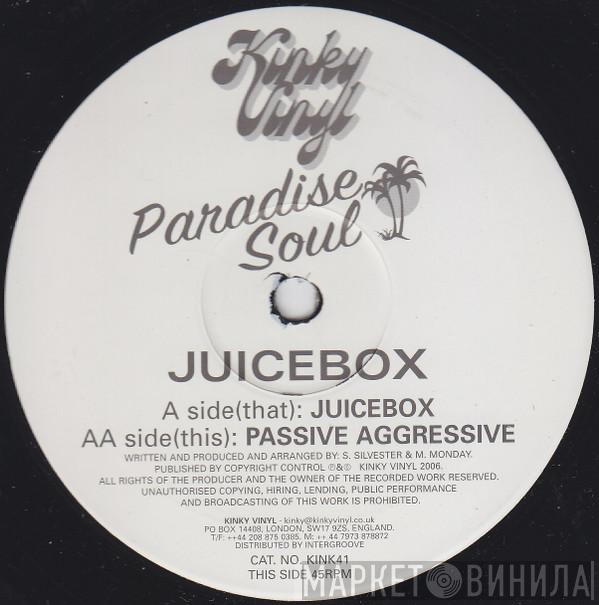 Kinky
Vinyl
Paradise
Soul
JUICEBOX
A side(that): JUICEBOX
AA side(this): PASSIVE AGGRESSIVE
WRITTEN AND PRODUCED AND ARRANGED BY: S. SILVESTER & M. MONDAY.
PUBLISHED BY COPYRIGHT CONTROL ℗&© KINKY VINYL 2006.
ALL RIGHTS OF THE PRODUCER AND THE OWNER OF THE RECORDED WORK RESERVED.
UNAUTHORISED COPYING, HIRING, LENDING, PUBLIC PERFORMANCE
AND BROADCASTING OF THIS WORK IS PROHIBITED.
KINKY VINYL - kinky@kinkyvinyl.co.uk
PO BOX 14408, LONDON, SW17 9ZS. ENGLAND.
T/F: ++44 208 875 0385. M: ++ 44 7973 878872
DISTRIBUTED BY INTERGROOVE
CAT. NO. KINK41
THIS SIDE 45RPM
МАРКЕТ ВИНИЛА